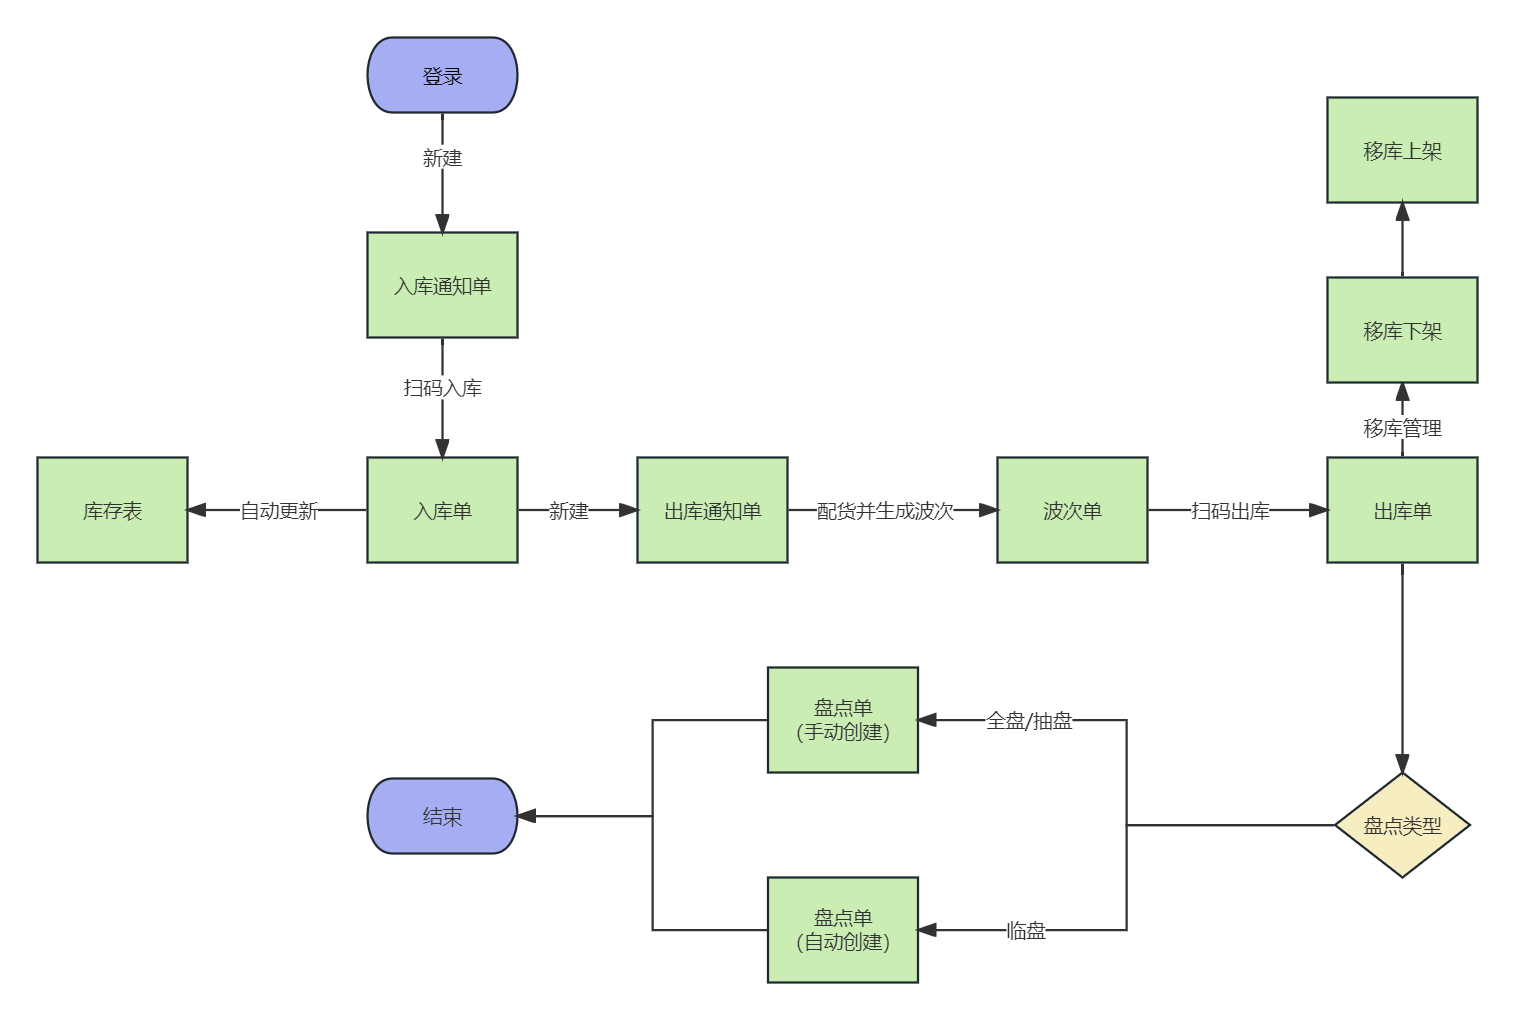 登录
新建
移库上架
入库通知单
移库下架
扫码入库
移库管理
库存表
自动更新
入库单
新建
出库通知单
配货并生成波次
波次单
扫码出库
出库单
盘点单
（手动创建）
全盘/抽盘
结束
盘点类型
盘点单
（自动创建）
临盘